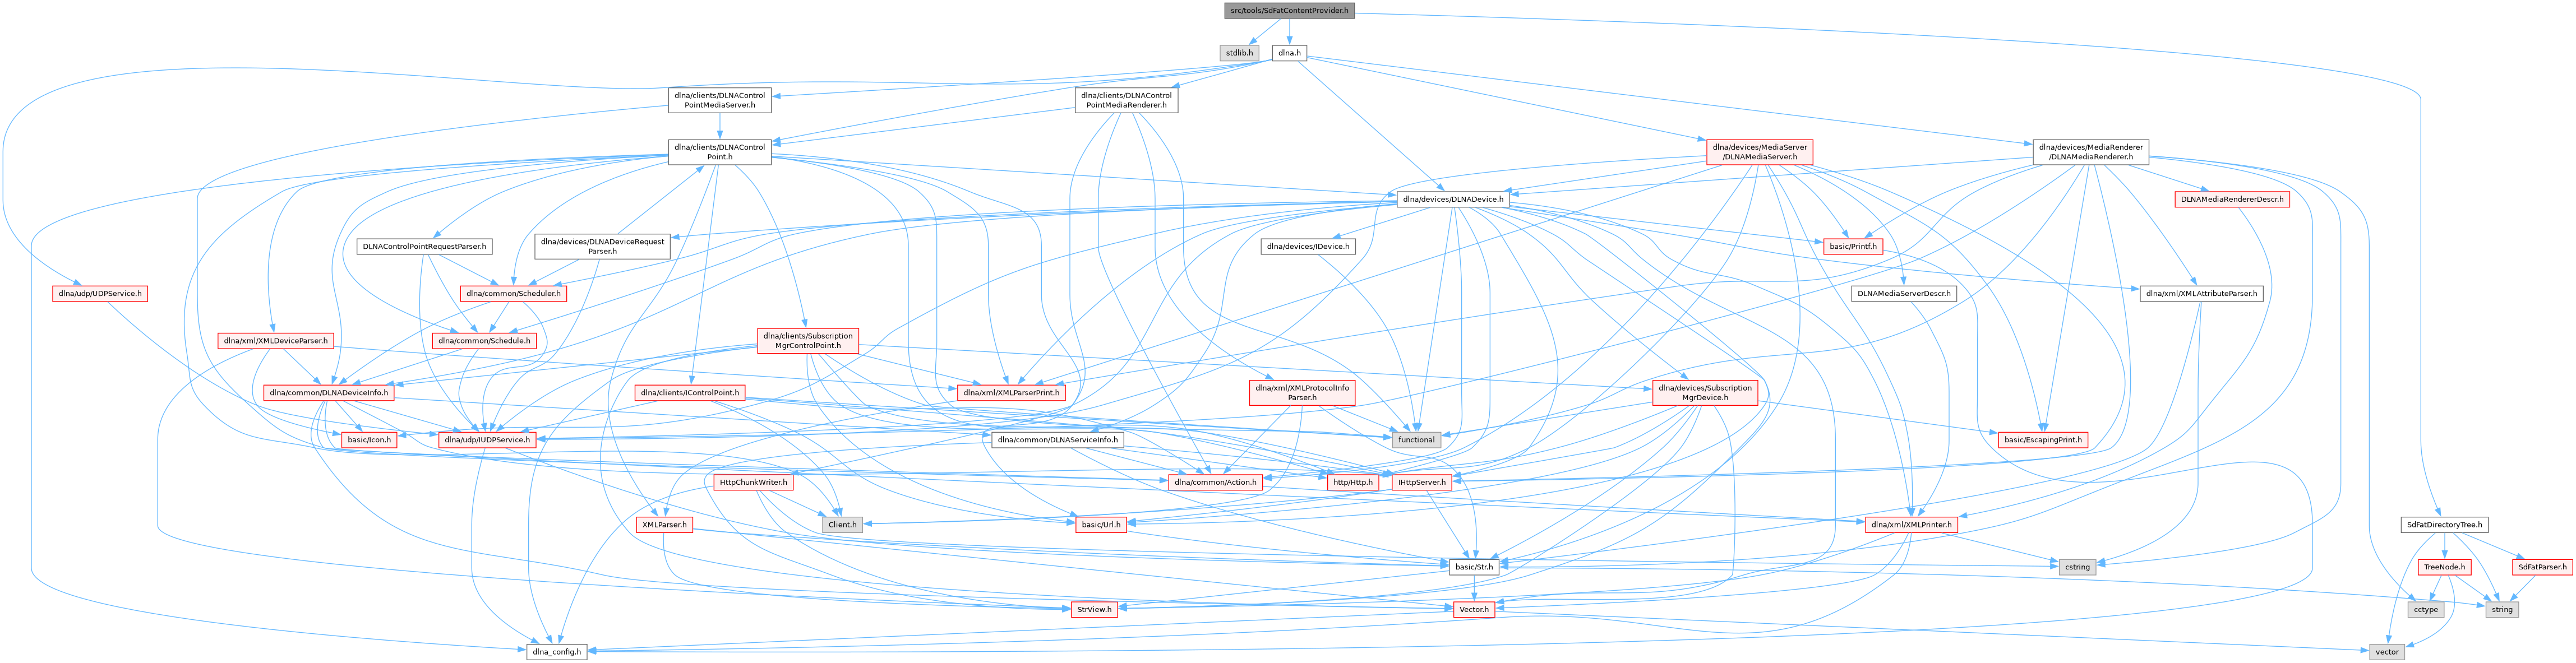 src/tools/SdFatContentProvider.h
stdlib.h
dlna.h
dlna/clients/DLNAControl
PointMediaServer.h
dlna/clients/DLNAControl
PointMediaRenderer.h
dlna/clients/DLNAControl
Point.h
dlna/devices/MediaServer
/DLNAMediaServer.h
dlna/devices/MediaRenderer
/DLNAMediaRenderer.h
dlna/devices/DLNADevice.h
DLNAMediaRendererDescr.h
DLNAControlPointRequestParser.h
dlna/devices/DLNADeviceRequest
Parser.h
dlna/devices/IDevice.h
basic/Printf.h
dlna/udp/UDPService.h
dlna/common/Scheduler.h
DLNAMediaServerDescr.h
dlna/xml/XMLAttributeParser.h
dlna/xml/XMLDeviceParser.h
dlna/common/Schedule.h
dlna/clients/Subscription
MgrControlPoint.h
dlna/common/DLNADeviceInfo.h
dlna/clients/IControlPoint.h
dlna/xml/XMLParserPrint.h
dlna/xml/XMLProtocolInfo
Parser.h
dlna/devices/Subscription
MgrDevice.h
basic/Icon.h
dlna/udp/IUDPService.h
dlna/common/DLNAServiceInfo.h
functional
basic/EscapingPrint.h
HttpChunkWriter.h
dlna/common/Action.h
http/Http.h
IHttpServer.h
XMLParser.h
Client.h
basic/Url.h
dlna/xml/XMLPrinter.h
SdFatDirectoryTree.h
basic/Str.h
cstring
TreeNode.h
SdFatParser.h
StrView.h
Vector.h
cctype
string
dlna_config.h
vector